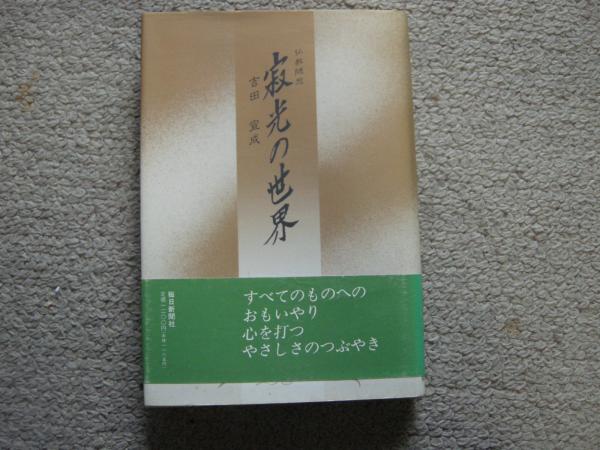 仏教随想
寂光の世界
吉田 宣成
すべてのものへの
おもいやり
心を打つ
やさしさのつぶやき
毎日新聞社